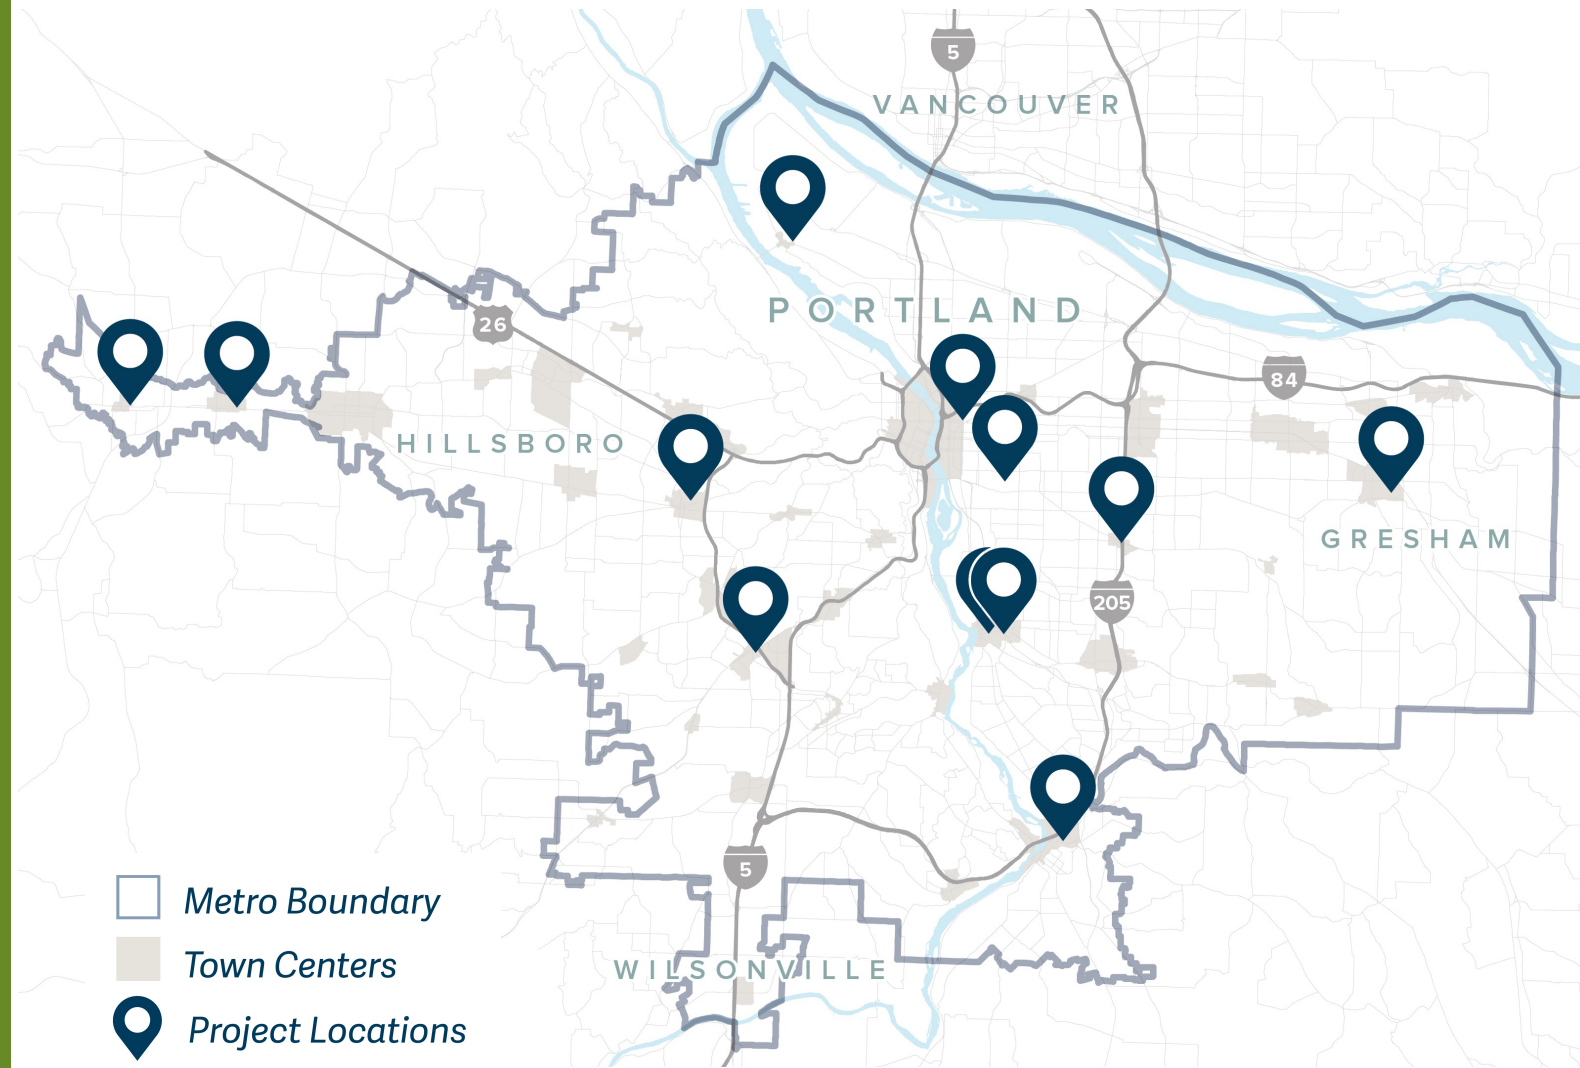 5
VANCOUVER
PORTLAND
26
84
HILLSBORO
GRESHAM
205
5
Metro Boundary
Town Centers
WILSONVILLE
Project Locations